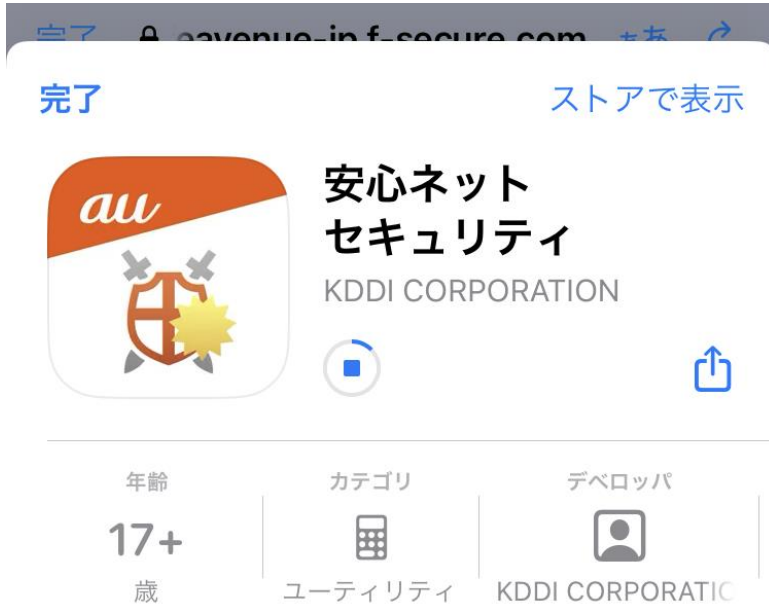 完了
ストアで表示
au
安心ネット
セキュリティ
KDDI CORPORATION
年齢
カテゴリ
デベロッパ
17+
歳
ユーティリティ
KDDI CORPORATIC